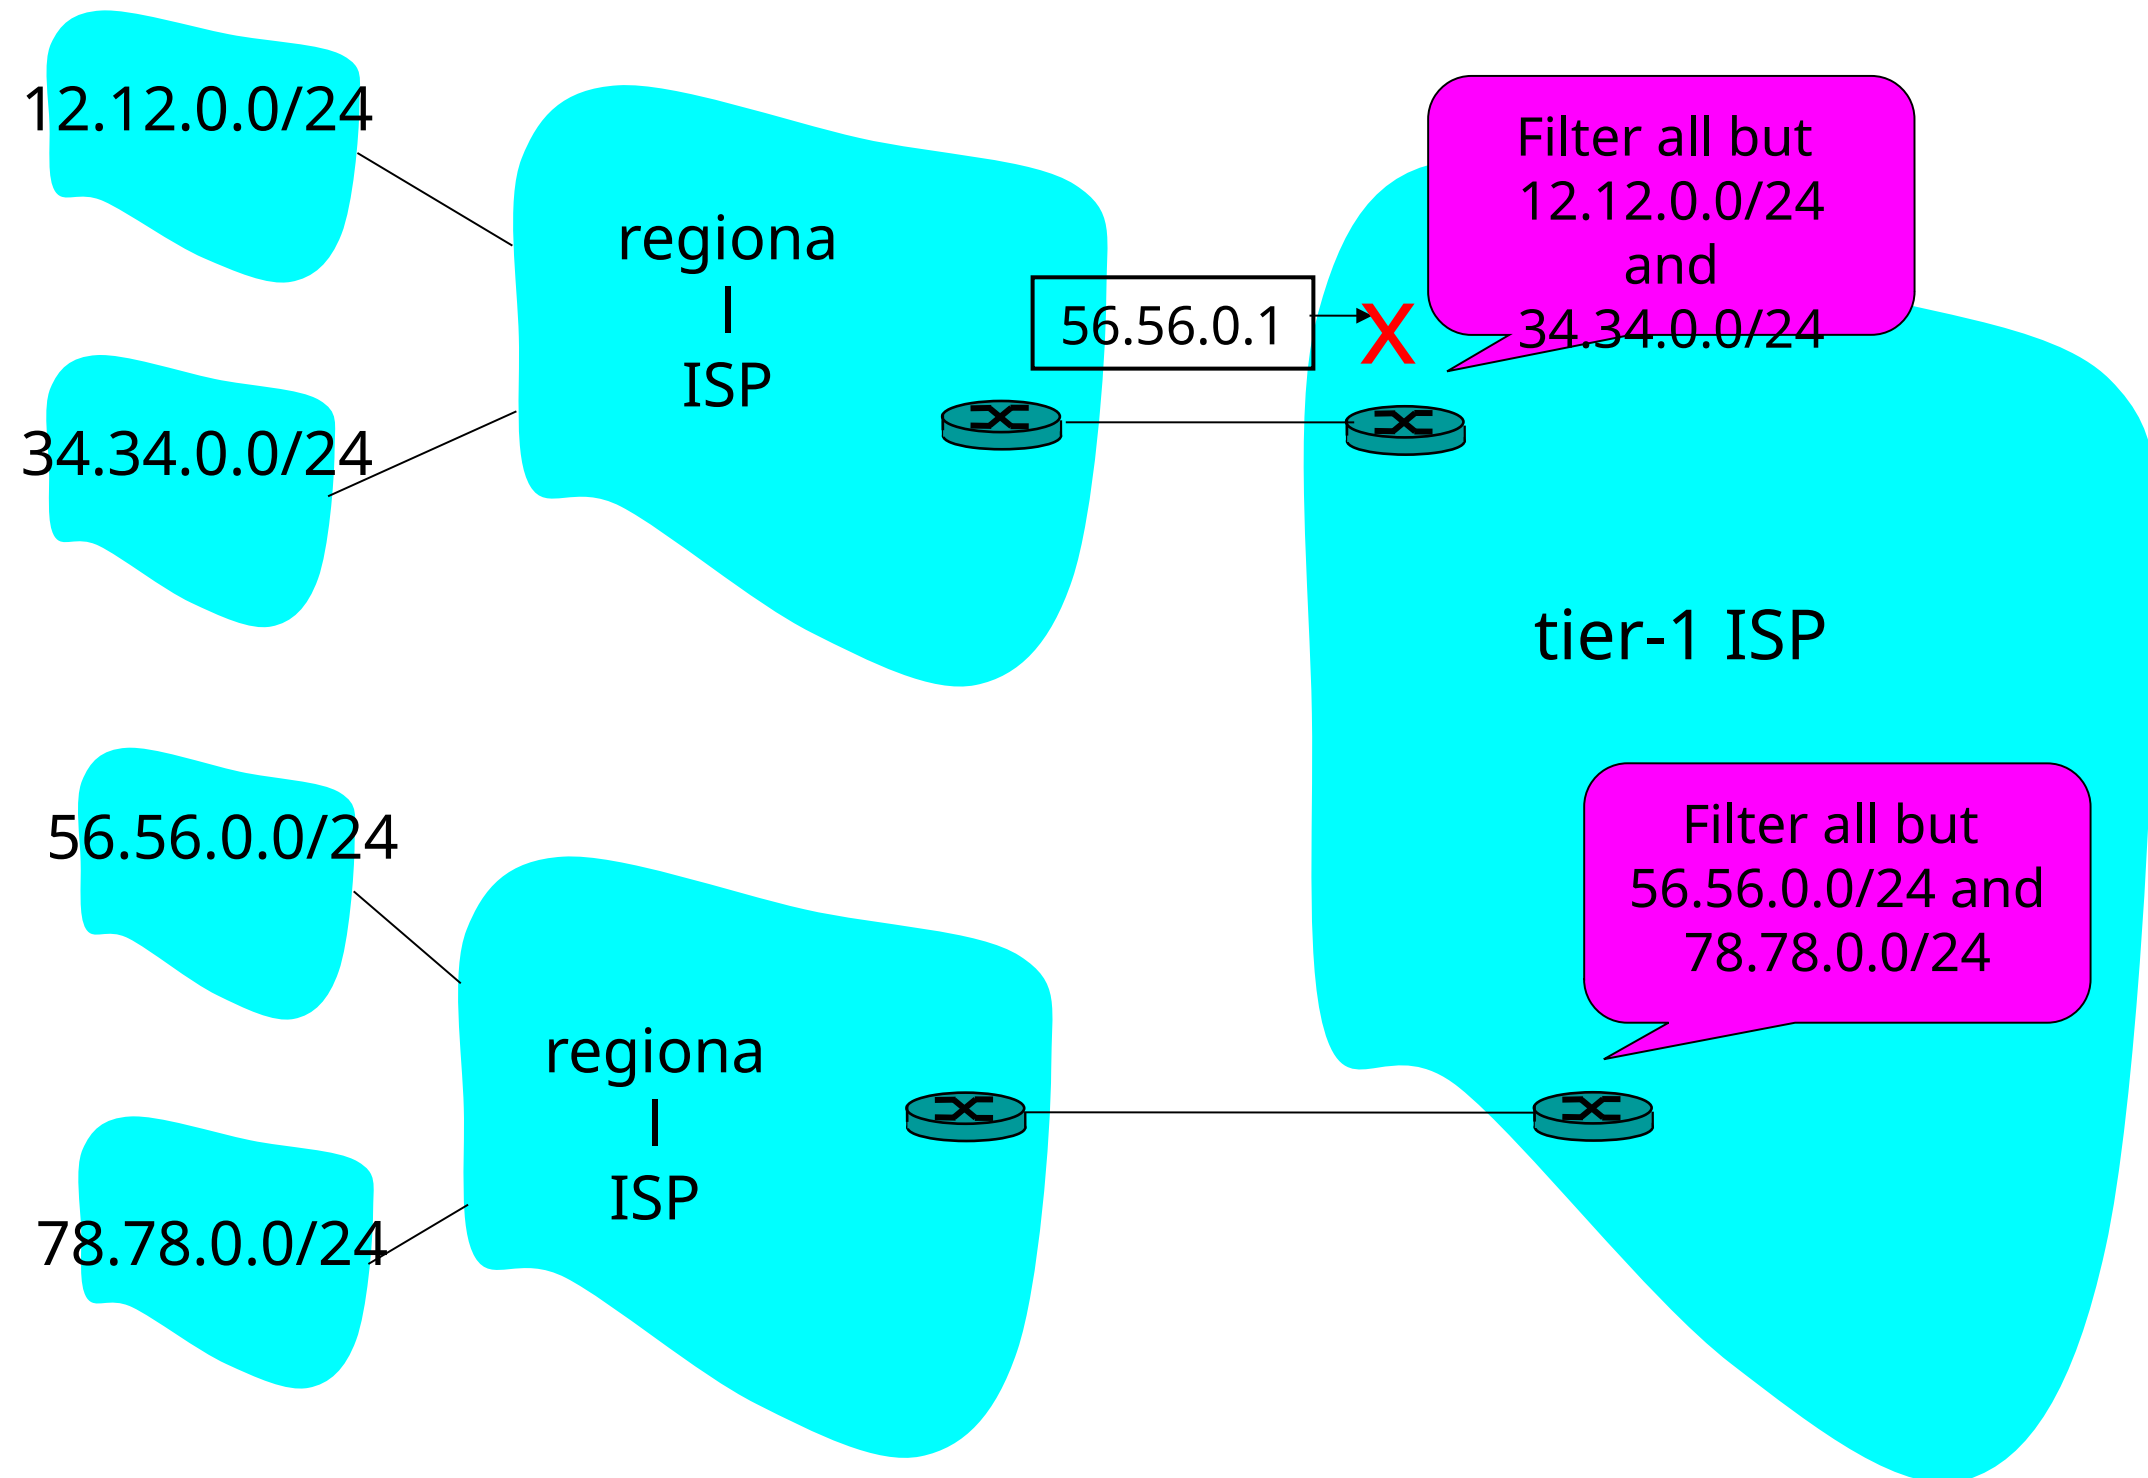 12.12.0.0/24
34.34.0.0/24
regiona
l
ISP
56.56.0.1
X
Filter all but
12.12.0.0/24
and
34.34.0.0/24
tier-1 ISP
56.56.0.0/24
78.78.0.0/24
regiona
l
ISP
Filter all but
56.56.0.0/24 and
78.78.0.0/24